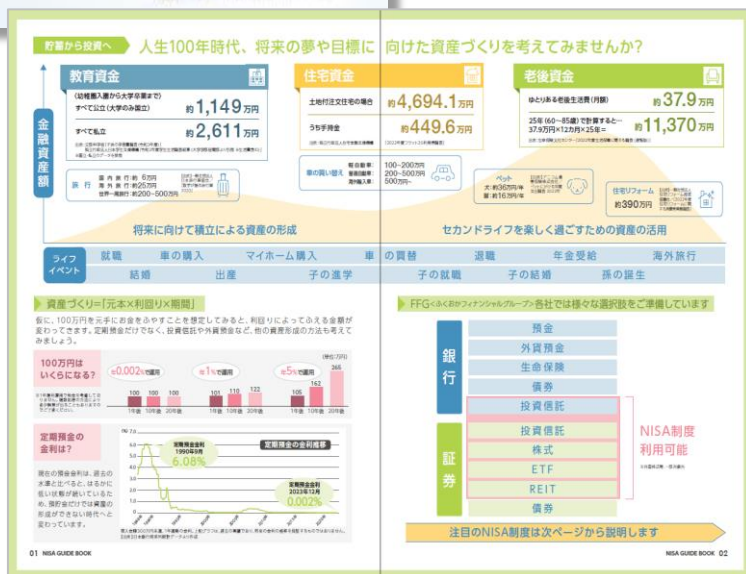 貯蓄から投資へ 人生100年時代、将来の夢や目標に向けた資産づくりを考えてみませんか?
金融資産額
教育資金
(幼稚園入園から大学卒業まで)
すべて公立(大学のみ国立) 約1,149万円
すべて私立 約2,611万円
住宅資金
土地付注文住宅の場合 約4,694.1万円
うち手持金 約449.6万円
老後資金
ゆとりある老後生活費(月額) 約37.9万円
25年(60~85歳)で計算すると…
37.9万円×12カ月×25年= 約11,370万円
旅行
国内旅行:約6万円
海外旅行:約25万円
世界一周旅行:約200~500万円
車の買い替え
軽自動車: 100~200万円
普通自動車: 200~500万円
海外輸入車: 500万円~
ペット
犬:約36万円/年
猫:約16万円/年
住宅リフォーム
約390万円
将来に向けて積立による資産の形成
セカンドライフを楽しく過ごすための資産の活用
ライフイベント
就職 車の購入 マイホーム購入 車の買替 退職 年金受給 海外旅行
結婚 出産 子の進学 子の就職 子の結婚 孫の誕生
資産づくり=「元本×利回り×期間」
仮に、100万円を元手にお金をふやすことを想定してみると、利回りによってふえる金額が
変わってきます。定期預金だけでなく、投資信託や外貨預金など、他の資産形成の方法も考えて
みましょう。
100万円は
いくらになる?
(単位:万円)
年0.002%で運用
年1%で運用
年5%で運用
100 100 100
101 110 122
105 162 265
1年後 10年後 20年後
1年後 10年後 20年後
1年後 10年後 20年後
定期預金の
金利は?
現在の預金金利は、過去の
水準と比べると、はるかに
低い状態が続いているた
め、預貯金だけでは資産の
形成ができない時代へと
変わっています。
定期預金の金利推移
定期預金金利
1990年9月
6.08%
定期預金金利
2023年12月
0.002%
(%) 7.0
6.0
5.0
4.0
3.0
2.0
1.0
0
FFG<ふくおかフィナンシャルグループ>各社では様々な選択肢をご準備しています
銀行
預金
外貨預金
生命保険
債券
投資信託
証券
投資信託
株式
ETF
REIT
債券
NISA制度
利用可能
注目のNISA制度は次ページから説明します
01 NISA GUIDE BOOK
NISA GUIDE BOOK 02